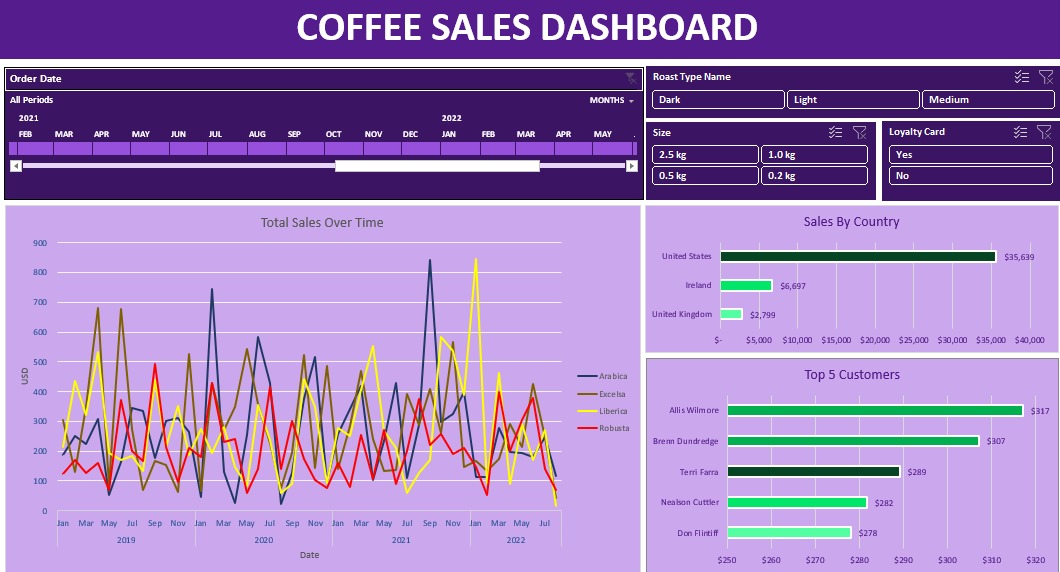 COFFEE SALES DASHBOARD
Order Date
All Periods MONTHS
2021 2022
FEB MAR APR MAY JUN JUL AUG SEP OCT NOV DEC JAN FEB MAR APR MAY
Roast Type Name
Dark Light Medium
Size
2.5 kg 1.0 kg
0.5 kg 0.2 kg
Loyalty Card
Yes
No
Total Sales Over Time
900
800
700
600
500
400
300
200
100
0
USD
Jan Mar May Jul Sep Nov Jan Mar May Jul Sep Nov Jan Mar May Jul Sep Nov Jan Mar May Jul
2019 2020 2021 2022
Date
Arabica
Excelsa
Liberica
Robusta
Sales By Country
United States $35,639
Ireland $6,697
United Kingdom $2,799
$- $5,000 $10,000 $15,000 $20,000 $25,000 $30,000 $35,000 $40,000
Top 5 Customers
Allis Wilmore $317
Brenn Dundredge $307
Terri Farra $289
Nealson Cuttler $282
Don Flintiff $278
$250 $260 $270 $280 $290 $300 $310 $320